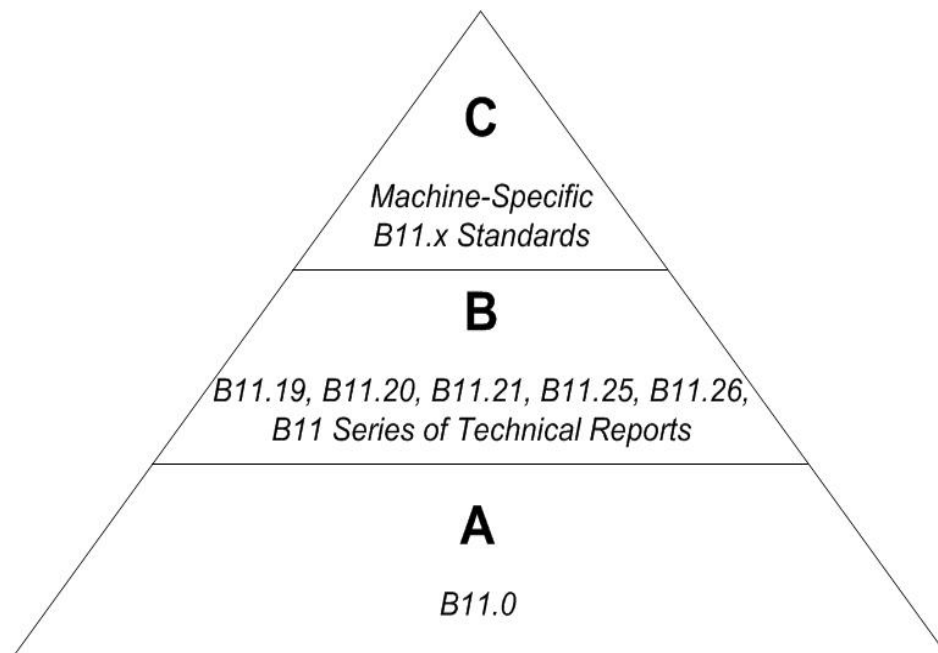 C
Machine-Specific
B11.x Standards
B
B11.19, B11.20, B11.21, B11.25, B11.26,
B11 Series of Technical Reports
A
B11.0